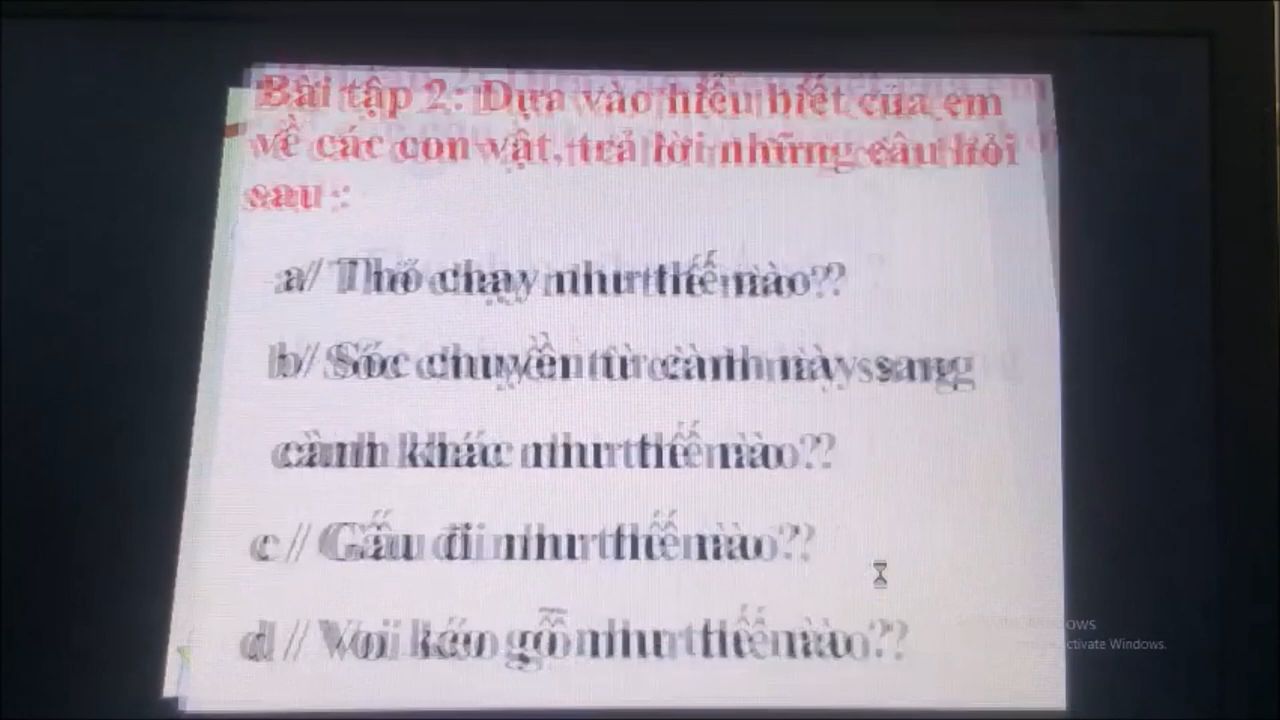 Bài tập 2: Dựa vào hiểu biết của em
về các con vật, trả lời những câu hỏi
sau :
a/ Thỏ chạy như thế nào?
b/ Sóc chuyền từ cành này sang
cành khác như thế nào?
c/ Gấu đi như thế nào?
d/ Voi kéo gỗ như thế nào?
ctivate Windows.